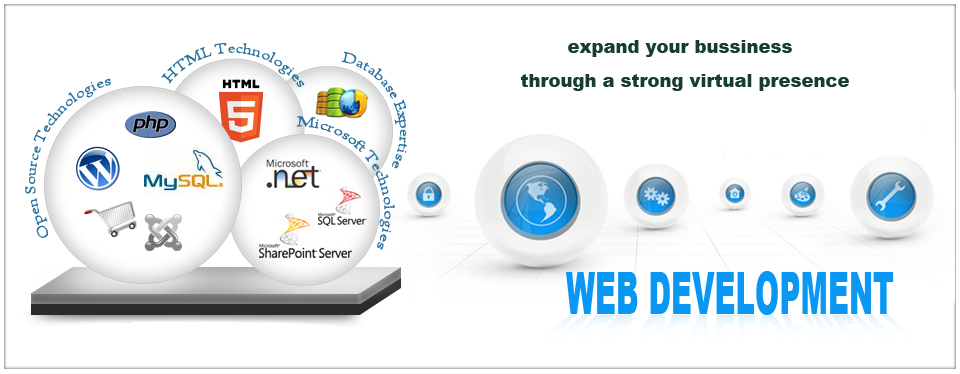 Open Source Technologies
php
MySQL
HTML Technologies
HTML
5
Database Expertise
Microsoft Technologies
Microsoft
.net
Microsoft
SQL Server
Microsoft
SharePoint Server
expand your bussiness
through a strong virtual presence
WEB DEVELOPMENT